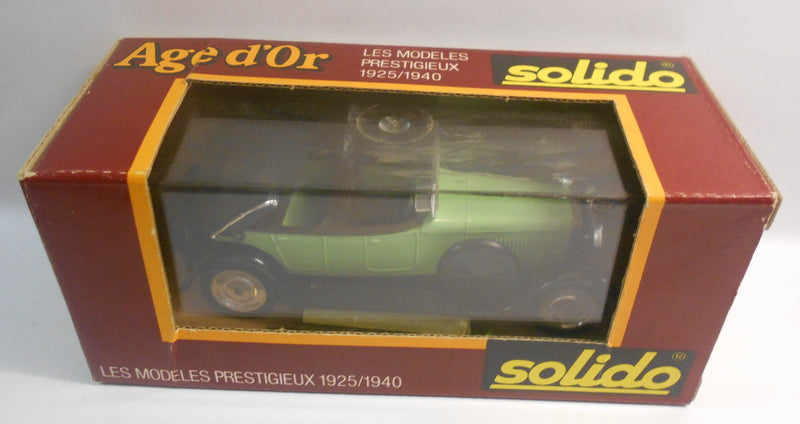 Age d'Or
LES MODELES
PRESTIGIEUX
1925/1940
solido®
LES MODELES PRESTIGIEUX 1925/1940
solido®